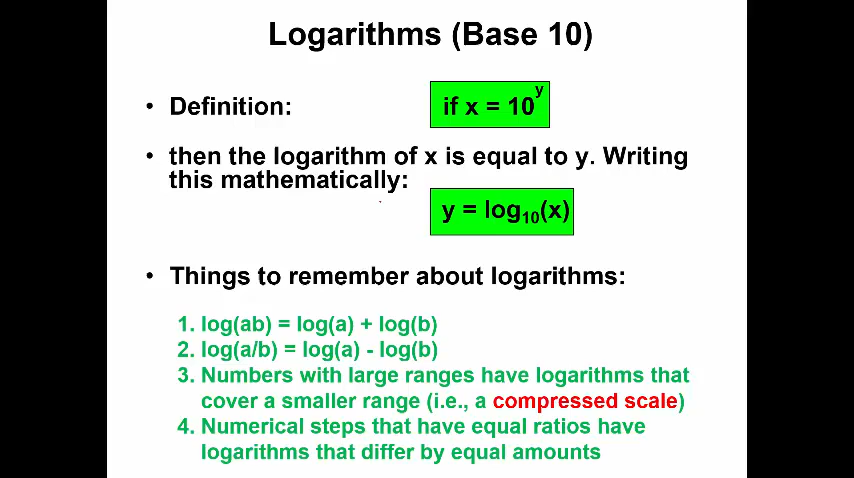 Logarithms (Base 10)
• Definition:
if x = 10^y
• then the logarithm of x is equal to y. Writing
this mathematically:
y = log₁₀(x)
• Things to remember about logarithms:
1. log(ab) = log(a) + log(b)
2. log(a/b) = log(a) - log(b)
3. Numbers with large ranges have logarithms that
cover a smaller range (i.e., a compressed scale)
4. Numerical steps that have equal ratios have
logarithms that differ by equal amounts